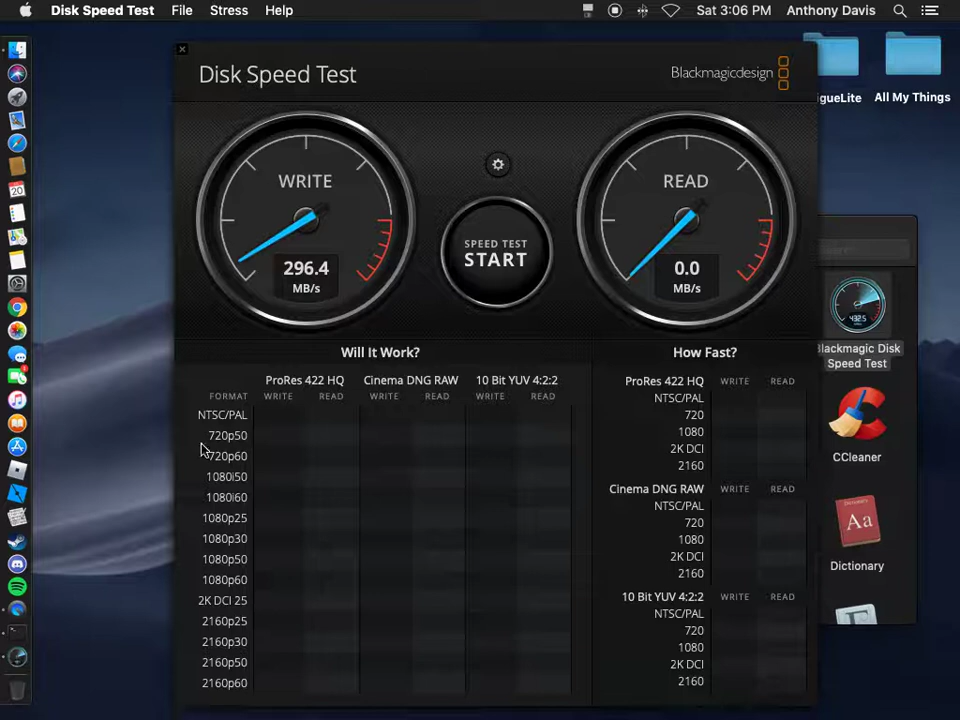 Disk Speed Test File Stress Help Sat 3:06 PM Anthony Davis
Disk Speed Test
Blackmagicdesign
WRITE
296.4
MB/s
SPEED TEST
START
READ
0.0
MB/s
Will It Work?
ProRes 422 HQ Cinema DNG RAW 10 Bit YUV 4:2:2
FORMAT WRITE READ WRITE READ WRITE READ
NTSC/PAL
720p50
720p60
1080i50
1080i60
1080p25
1080p30
1080p50
1080p60
2K DCI 25
2160p25
2160p30
2160p50
2160p60
How Fast?
ProRes 422 HQ WRITE READ
NTSC/PAL
720
1080
2K DCI
2160
Cinema DNG RAW WRITE READ
NTSC/PAL
720
1080
2K DCI
2160
10 Bit YUV 4:2:2 WRITE READ
NTSC/PAL
720
1080
2K DCI
2160
gueLite
All My Things
432.5
Blackmagic Disk
Speed Test
CCleaner
Aa
Dictionary
20